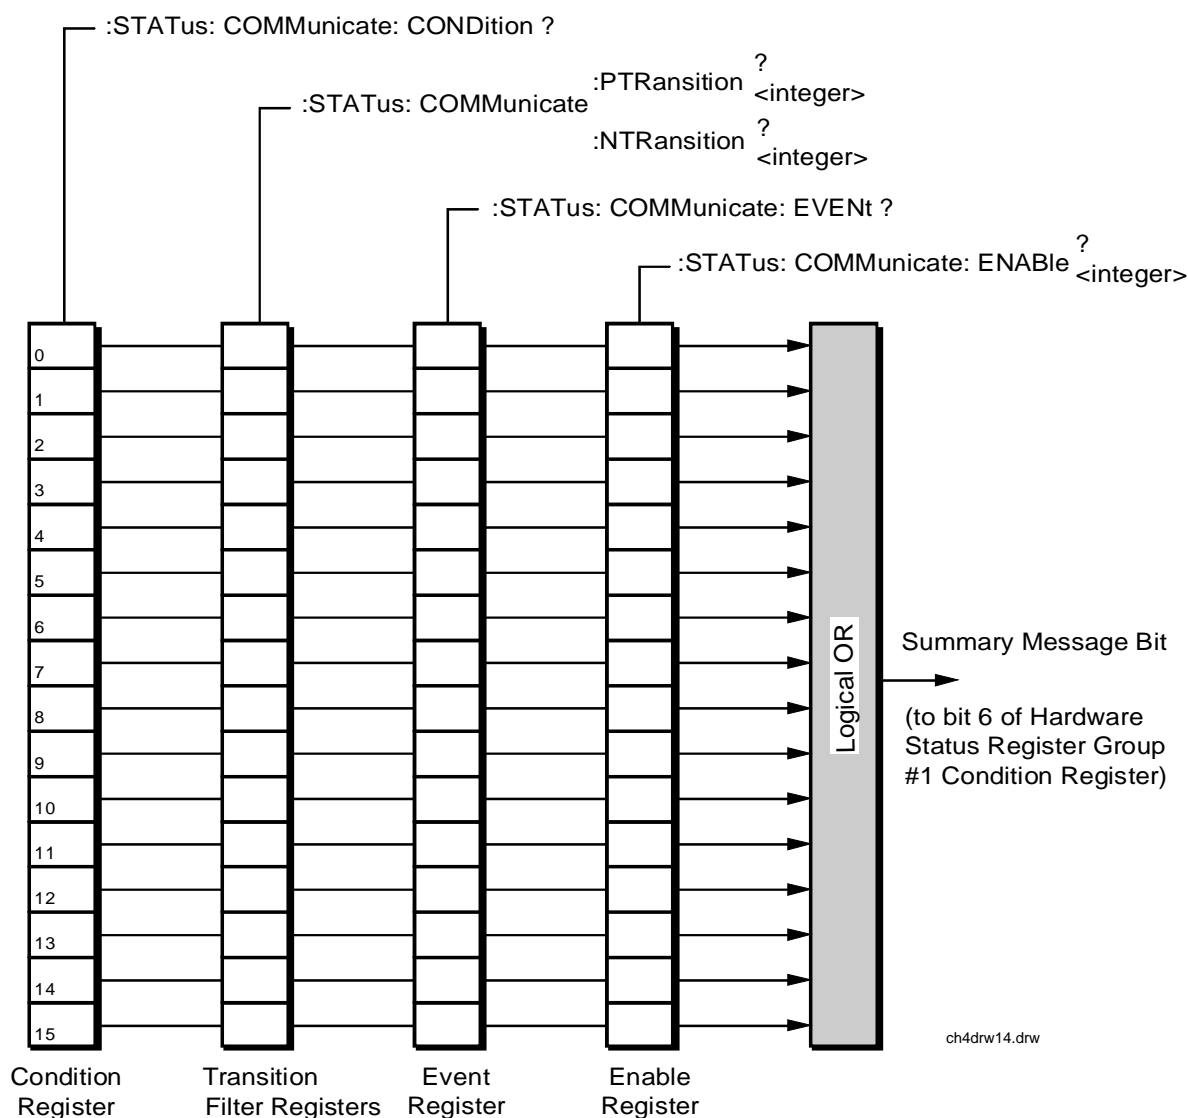 :STATus: COMMunicate: CONDition ?
:STATus: COMMunicate
:PTRansition ? <integer>
:NTRansition ? <integer>
:STATus: COMMunicate: EVENt ?
:STATus: COMMunicate: ENABle ? <integer>
0
1
2
3
4
5
6
7
8
9
10
11
12
13
14
15
Logical OR
Summary Message Bit
(to bit 6 of Hardware
Status Register Group
#1 Condition Register)
ch4drw14.drw
Condition
Register
Transition
Filter Registers
Event
Register
Enable
Register